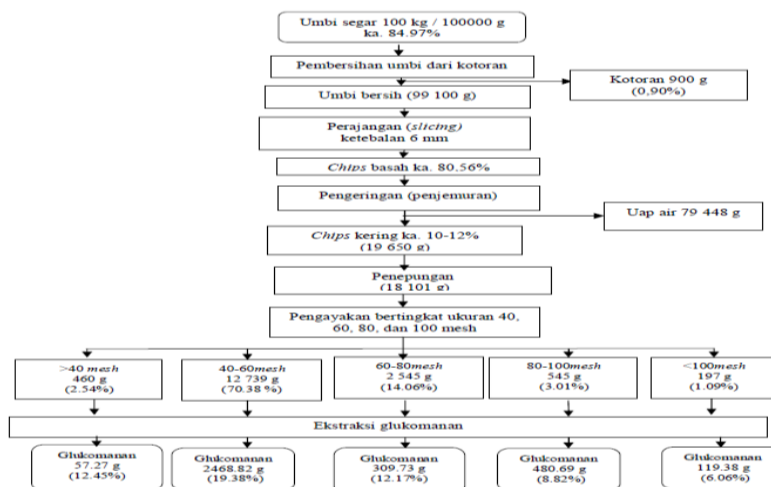 Umbi segar 100 kg / 100000 g
ka. 84.97%
Pembersihan umbi dari kotoran
Kotoran 900 g
(0,90%)
Umbi bersih (99 100 g)
Perajangan (slicing)
ketebalan 6 mm
Chips basah ka. 80.56%
Pengeringan (penjemuran)
Uap air 79 448 g
Chips kering ka. 10-12%
(19 650 g)
Penepungan
(18 101 g)
Pengayakan bertingkat ukuran 40,
60, 80, dan 100 mesh
>40 mesh
460 g
(2.54%)
40-60mesh
12 739 g
(70.38 %)
60-80mesh
2 545 g
(14.06%)
80-100mesh
545 g
(3.01%)
<100mesh
197 g
(1.09%)
Ekstraksi glukomanan
Glukomanan
57.27 g
(12.45%)
Glukomanan
2468.82 g
(19.38%)
Glukomanan
309.73 g
(12.17%)
Glukomanan
480.69 g
(8.82%)
Glukomanan
119.38 g
(6.06%)